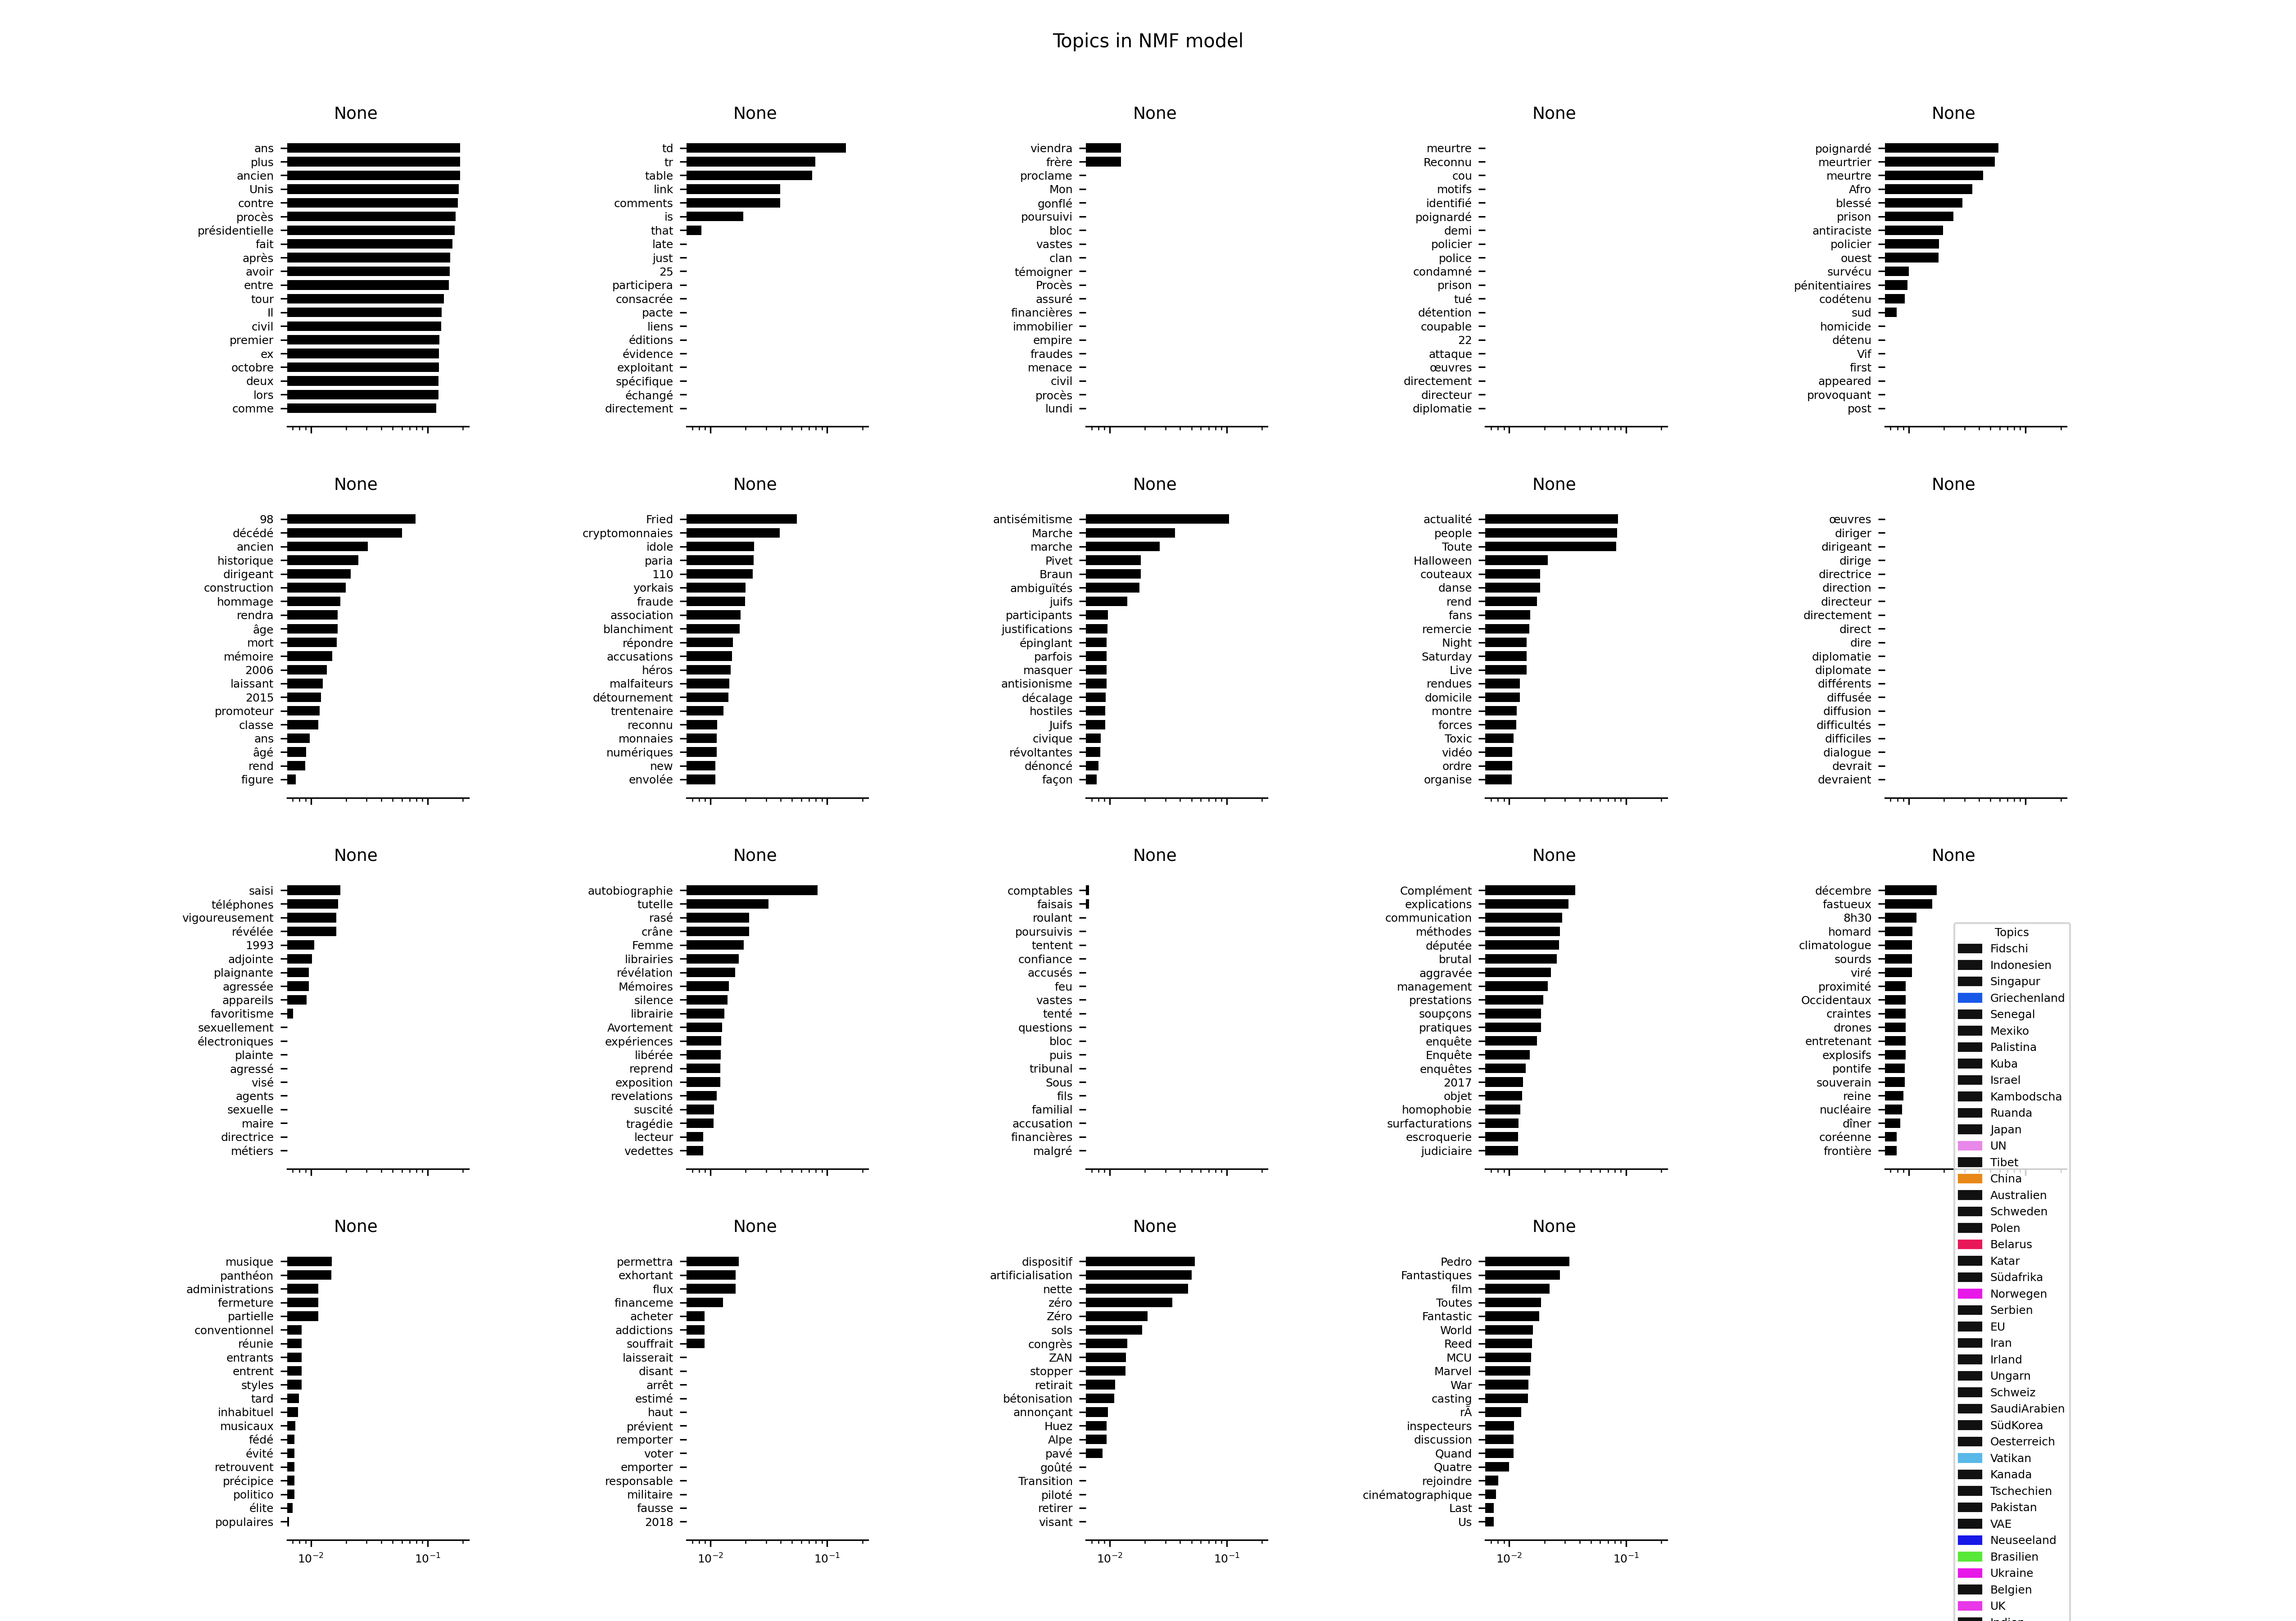 Topics in NMF model
None
ans
plus
ancien
Unis
contre
procès
présidentielle
fait
après
avoir
entre
tour
Il
civil
premier
ex
octobre
deux
lors
comme
None
td
tr
table
link
comments
is
that
late
just
25
participera
consacrée
pacte
liens
éditions
évidence
exploitant
spécifique
échangé
directement
None
viendra
frère
proclame
Mon
gonflé
poursuivi
bloc
vastes
clan
témoigner
Procès
assuré
financières
immobilier
empire
fraudes
menace
civil
procès
lundi
None
meurtre
Reconnu
cou
motifs
identifié
poignardé
demi
policier
police
condamné
prison
tué
détention
coupable
22
attaque
œuvres
directement
directeur
diplomatie
None
poignardé
meurtrier
meurtre
Afro
blessé
prison
antiraciste
policier
ouest
survécu
pénitentiaires
codétenu
sud
homicide
détenu
Vif
first
appeared
provoquant
post
None
98
décédé
ancien
historique
dirigeant
construction
hommage
rendra
âge
mort
mémoire
2006
laissant
2015
promoteur
classe
ans
âgé
rend
figure
None
Fried
cryptomonnaies
idole
paria
110
yorkais
fraude
association
blanchiment
répondre
accusations
héros
malfaiteurs
détournement
trentenaire
reconnu
monnaies
numériques
new
envolée
None
antisémitisme
Marche
marche
Pivet
Braun
ambiguïtés
juifs
participants
justifications
épinglant
parfois
masquer
antisionisme
décalage
hostiles
Juifs
civique
révoltantes
dénoncé
façon
None
actualité
people
Toute
Halloween
couteaux
danse
rend
fans
remercie
Night
Saturday
Live
rendues
domicile
montre
forces
Toxic
vidéo
ordre
organise
None
œuvres
diriger
dirigeant
dirige
directrice
direction
directeur
directement
direct
dire
diplomatie
diplomate
différents
diffusée
diffusion
difficultés
difficiles
dialogue
devrait
devraient
None
saisi
téléphones
vigoureusement
révélée
1993
adjointe
plaignante
agressée
appareils
favoritisme
sexuellement
électroniques
plainte
agressé
visé
agents
sexuelle
maire
directrice
métiers
None
autobiographie
tutelle
rasé
crâne
Femme
librairies
révélation
Mémoires
silence
librairie
Avortement
expériences
libérée
reprend
exposition
revelations
suscité
tragédie
lecteur
vedettes
None
comptables
faisais
roulant
poursuivis
tentent
confiance
accusés
feu
vastes
tenté
questions
bloc
puis
tribunal
Sous
fils
familial
accusation
financières
malgré
None
Complément
explications
communication
méthodes
députée
brutal
aggravée
management
prestations
soupçons
pratiques
enquête
Enquête
enquêtes
2017
objet
homophobie
surfacturations
escroquerie
judiciaire
None
décembre
fastueux
8h30
homard
climatologue
sourds
viré
proximité
Occidentaux
craintes
drones
entretenant
explosifs
pontife
souverain
reine
nucléaire
dîner
coréenne
frontière
None
musique
panthéon
administrations
fermeture
partielle
conventionnel
réunie
entrants
entrent
styles
tard
inhabituel
musicaux
fédé
évité
retrouvent
précipice
politico
élite
populaires
10⁻² 10⁻¹
None
permettra
exhortant
flux
financeme
acheter
addictions
souffrait
laisserait
disant
arrêt
estimé
haut
prévient
remporter
voter
emporter
responsable
militaire
fausse
2018
10⁻² 10⁻¹
None
dispositif
artificialisation
nette
zéro
Zéro
sols
congrès
ZAN
stopper
retirait
bétonisation
annonçant
Huez
Alpe
pavé
goûté
Transition
piloté
retirer
visant
10⁻² 10⁻¹
None
Pedro
Fantastiques
film
Toutes
Fantastic
World
Reed
MCU
Marvel
War
casting
rÃ
inspecteurs
discussion
Quand
Quatre
rejoindre
cinématographique
Last
Us
10⁻² 10⁻¹
Topics
Fidschi
Indonesien
Singapur
Griechenland
Senegal
Mexiko
Palistina
Kuba
Israel
Kambodscha
Ruanda
Japan
UN
Tibet
China
Australien
Schweden
Polen
Belarus
Katar
Südafrika
Norwegen
Serbien
EU
Iran
Irland
Ungarn
Schweiz
SaudiArabien
SüdKorea
Oesterreich
Vatikan
Kanada
Tschechien
Pakistan
VAE
Neuseeland
Brasilien
Ukraine
Belgien
UK